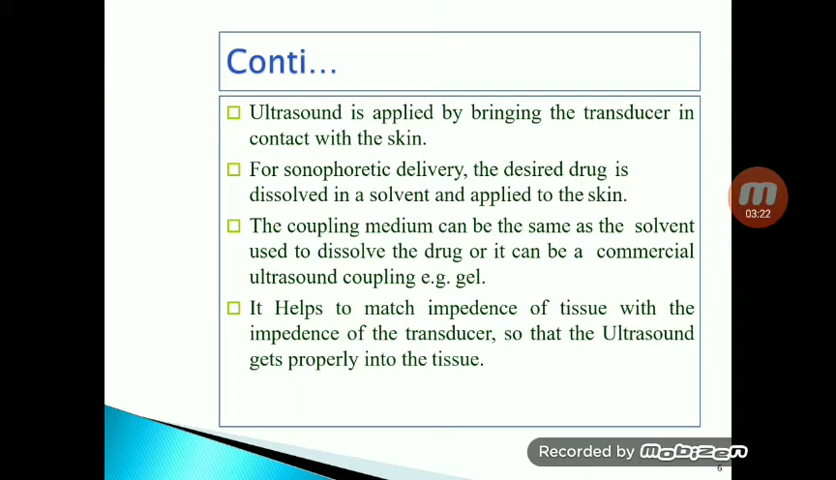 Conti...
Ultrasound is applied by bringing the transducer in
contact with the skin.
For sonophoretic delivery, the desired drug is
dissolved in a solvent and applied to the skin.
The coupling medium can be the same as the solvent
used to dissolve the drug or it can be a commercial
ultrasound coupling e.g. gel.
It Helps to match impedence of tissue with the
impedence of the transducer, so that the Ultrasound
gets properly into the tissue.
03:22
Recorded by mobizen
6